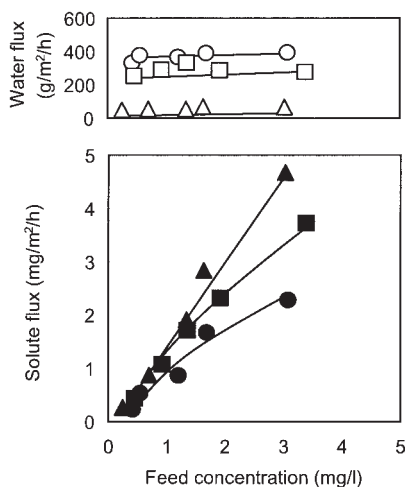 Water flux
(g/m²/h)
600
400
200
0
Solute flux (mg/m²/h)
5
4
3
2
1
0
0 1 2 3 4 5
Feed concentration (mg/l)